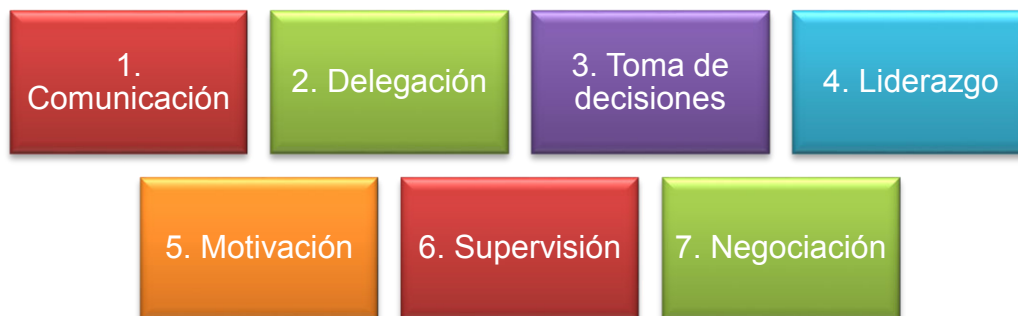 1.
Comunicación
2. Delegación
3. Toma de
decisiones
4. Liderazgo
5. Motivación
6. Supervisión
7. Negociación